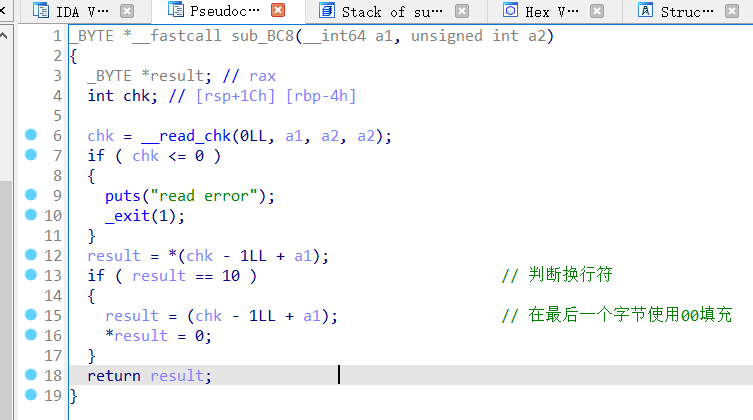 IDA V...
Pseudoc...
Stack of su...
Hex V...
Struc...
1 _BYTE *__fastcall sub_BC8(__int64 a1, unsigned int a2)
2 {
3 _BYTE *result; // rax
4 int chk; // [rsp+1Ch] [rbp-4h]
5
6 chk = __read_chk(0LL, a1, a2, a2);
7 if ( chk <= 0 )
8 {
9 puts("read error");
10 _exit(1);
11 }
12 result = *(chk - 1LL + a1);
13 if ( result == 10 ) // 判断换行符
14 {
15 result = (chk - 1LL + a1); // 在最后一个字节使用00填充
16 *result = 0;
17 }
18 return result;
19 }